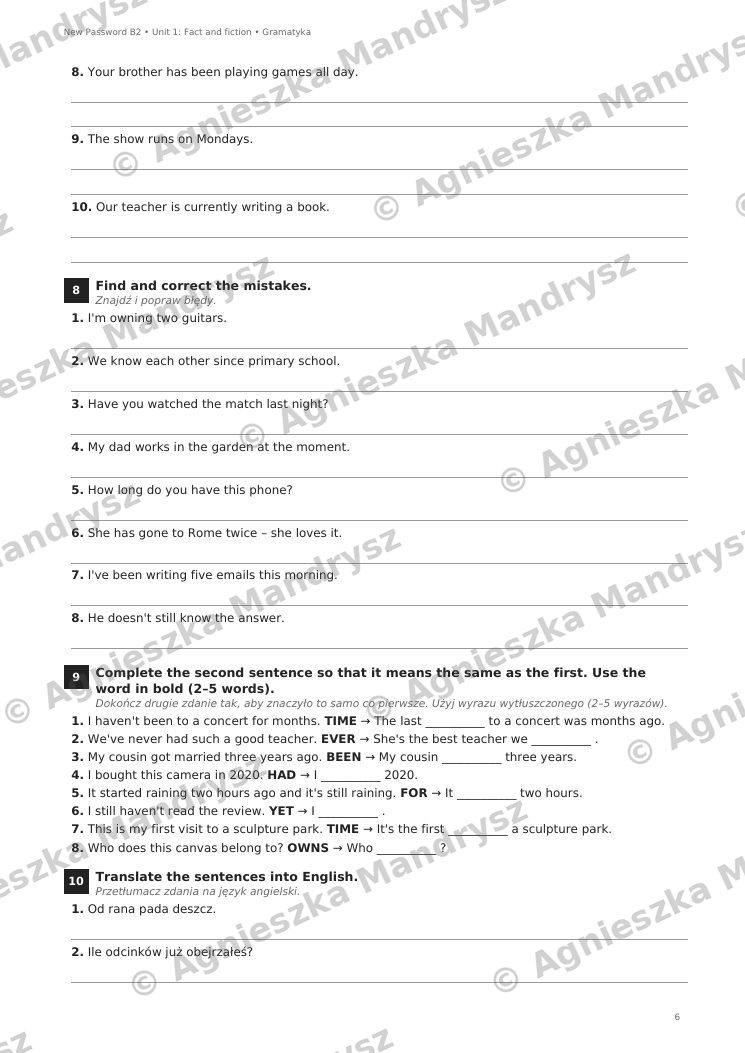 New Password B2 • Unit 1: Fact and fiction • Gramatyka
8. Your brother has been playing games all day.
9. The show runs on Mondays.
10. Our teacher is currently writing a book.
8 Find and correct the mistakes.
Znajdź i popraw błędy.
1. I'm owning two guitars.
2. We know each other since primary school.
3. Have you watched the match last night?
4. My dad works in the garden at the moment.
5. How long do you have this phone?
6. She has gone to Rome twice – she loves it.
7. I've been writing five emails this morning.
8. He doesn't still know the answer.
9 Complete the second sentence so that it means the same as the first. Use the
word in bold (2–5 words).
Dokończ drugie zdanie tak, aby znaczyło to samo co pierwsze. Użyj wyrazu wytłuszczonego (2–5 wyrazów).
1. I haven't been to a concert for months. TIME → The last __________ to a concert was months ago.
2. We've never had such a good teacher. EVER → She's the best teacher we __________ .
3. My cousin got married three years ago. BEEN → My cousin __________ three years.
4. I bought this camera in 2020. HAD → I __________ 2020.
5. It started raining two hours ago and it's still raining. FOR → It __________ two hours.
6. I still haven't read the review. YET → I __________ .
7. This is my first visit to a sculpture park. TIME → It's the first __________ a sculpture park.
8. Who does this canvas belong to? OWNS → Who __________ ?
10 Translate the sentences into English.
Przetłumacz zdania na język angielski.
1. Od rana pada deszcz.
2. Ile odcinków już obejrzałeś?
6
© Agnieszka Mandrysz